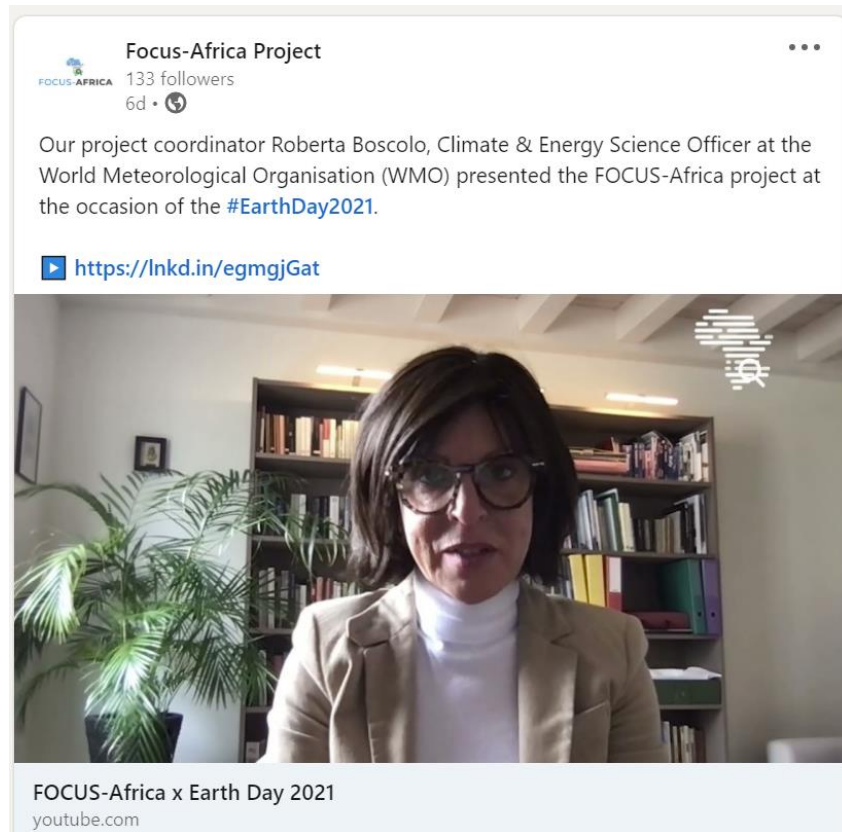 Focus-Africa Project
FOCUS-AFRICA
133 followers
6d •
Our project coordinator Roberta Boscolo, Climate & Energy Science Officer at the
World Meteorological Organisation (WMO) presented the FOCUS-Africa project at
the occasion of the #EarthDay2021.
https://lnkd.in/egmgjGat
FOCUS-Africa x Earth Day 2021
youtube.com